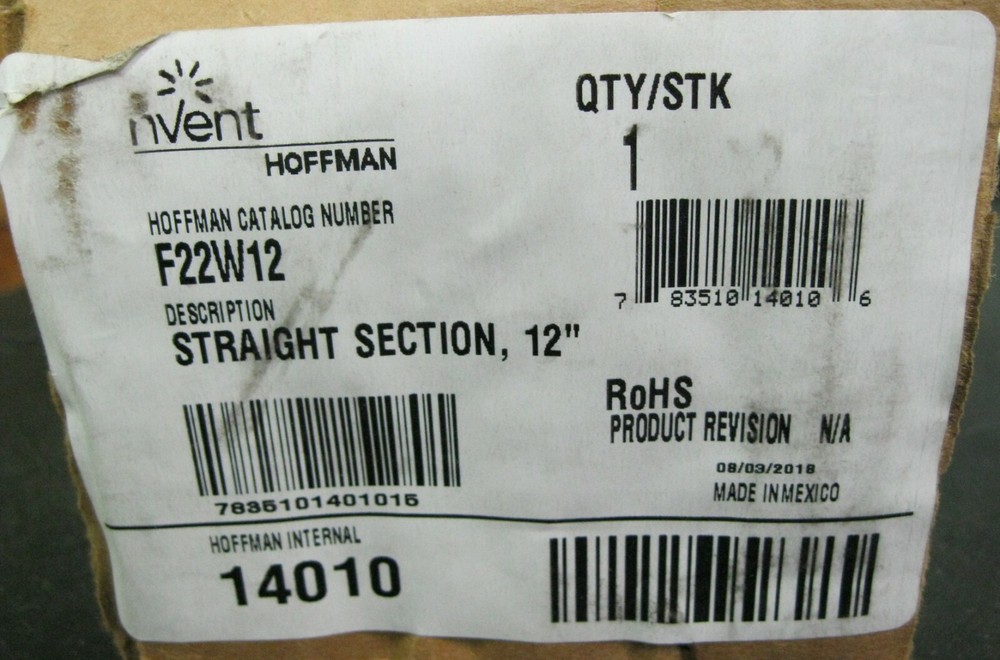 nVent
HOFFMAN
QTY/STK
1
HOFFMAN CATALOG NUMBER
F22W12
7 83510 14010 6
DESCRIPTION
STRAIGHT SECTION, 12"
RoHS
PRODUCT REVISION N/A
08/03/2018
MADE IN MEXICO
7835101401015
HOFFMAN INTERNAL
14010